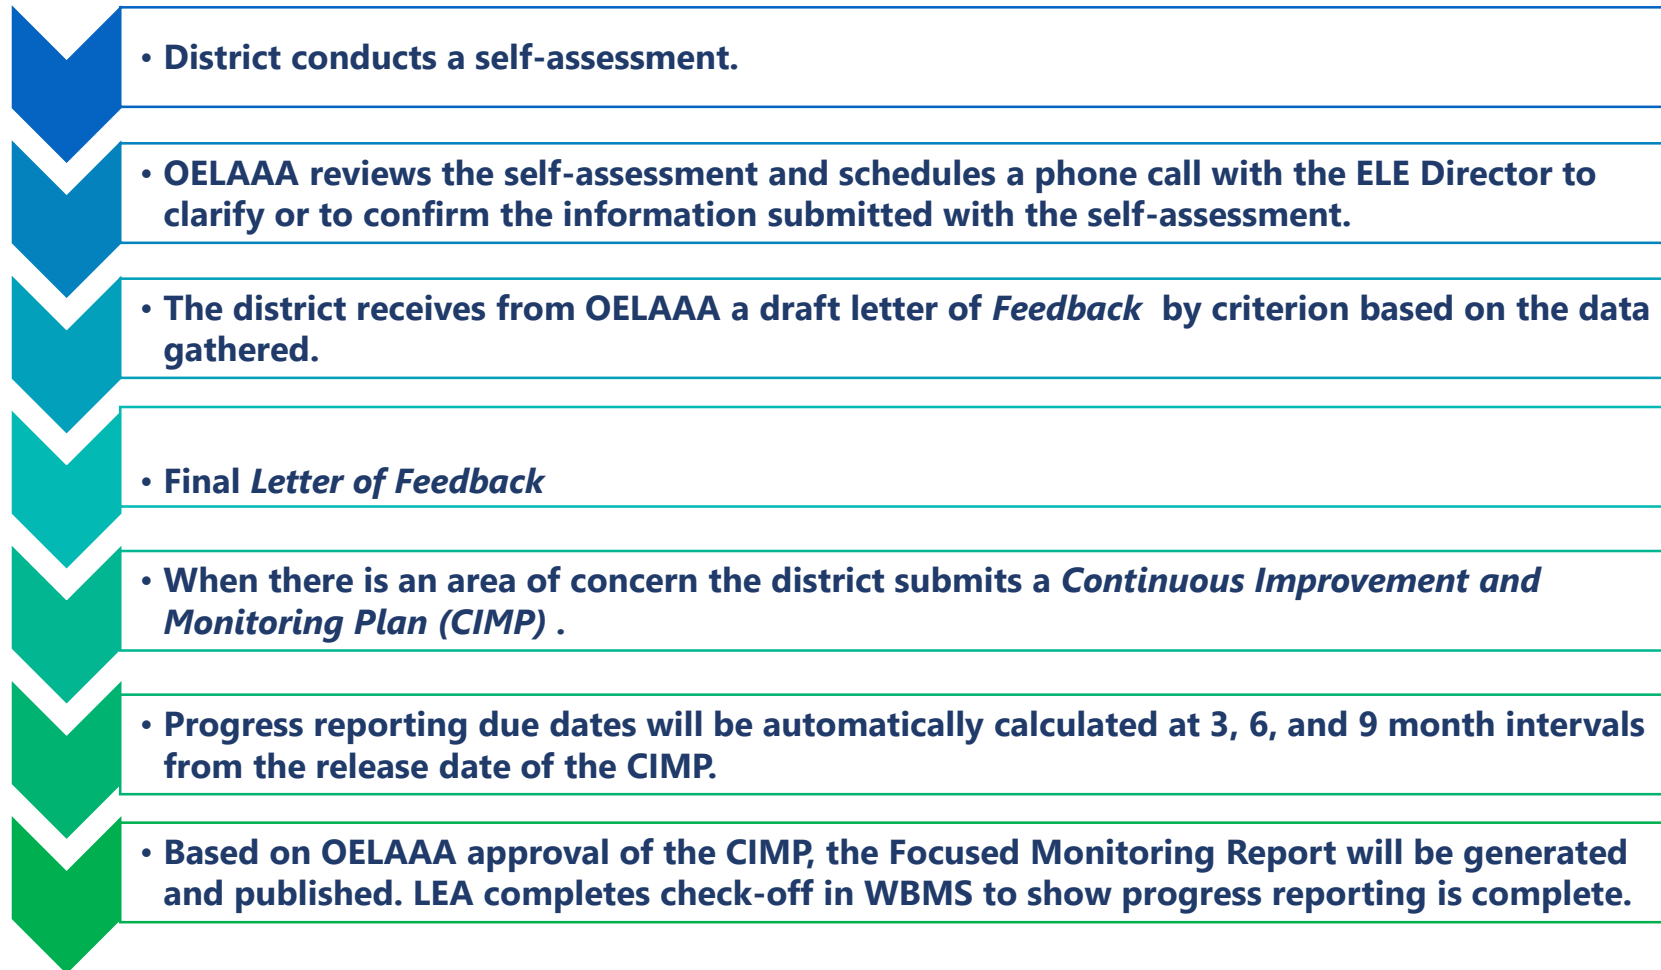 • District conducts a self-assessment.
• OELAAA reviews the self-assessment and schedules a phone call with the ELE Director to
clarify or to confirm the information submitted with the self-assessment.
• The district receives from OELAAA a draft letter of Feedback by criterion based on the data
gathered.
• Final Letter of Feedback
• When there is an area of concern the district submits a Continuous Improvement and
Monitoring Plan (CIMP) .
• Progress reporting due dates will be automatically calculated at 3, 6, and 9 month intervals
from the release date of the CIMP.
• Based on OELAAA approval of the CIMP, the Focused Monitoring Report will be generated
and published. LEA completes check-off in WBMS to show progress reporting is complete.